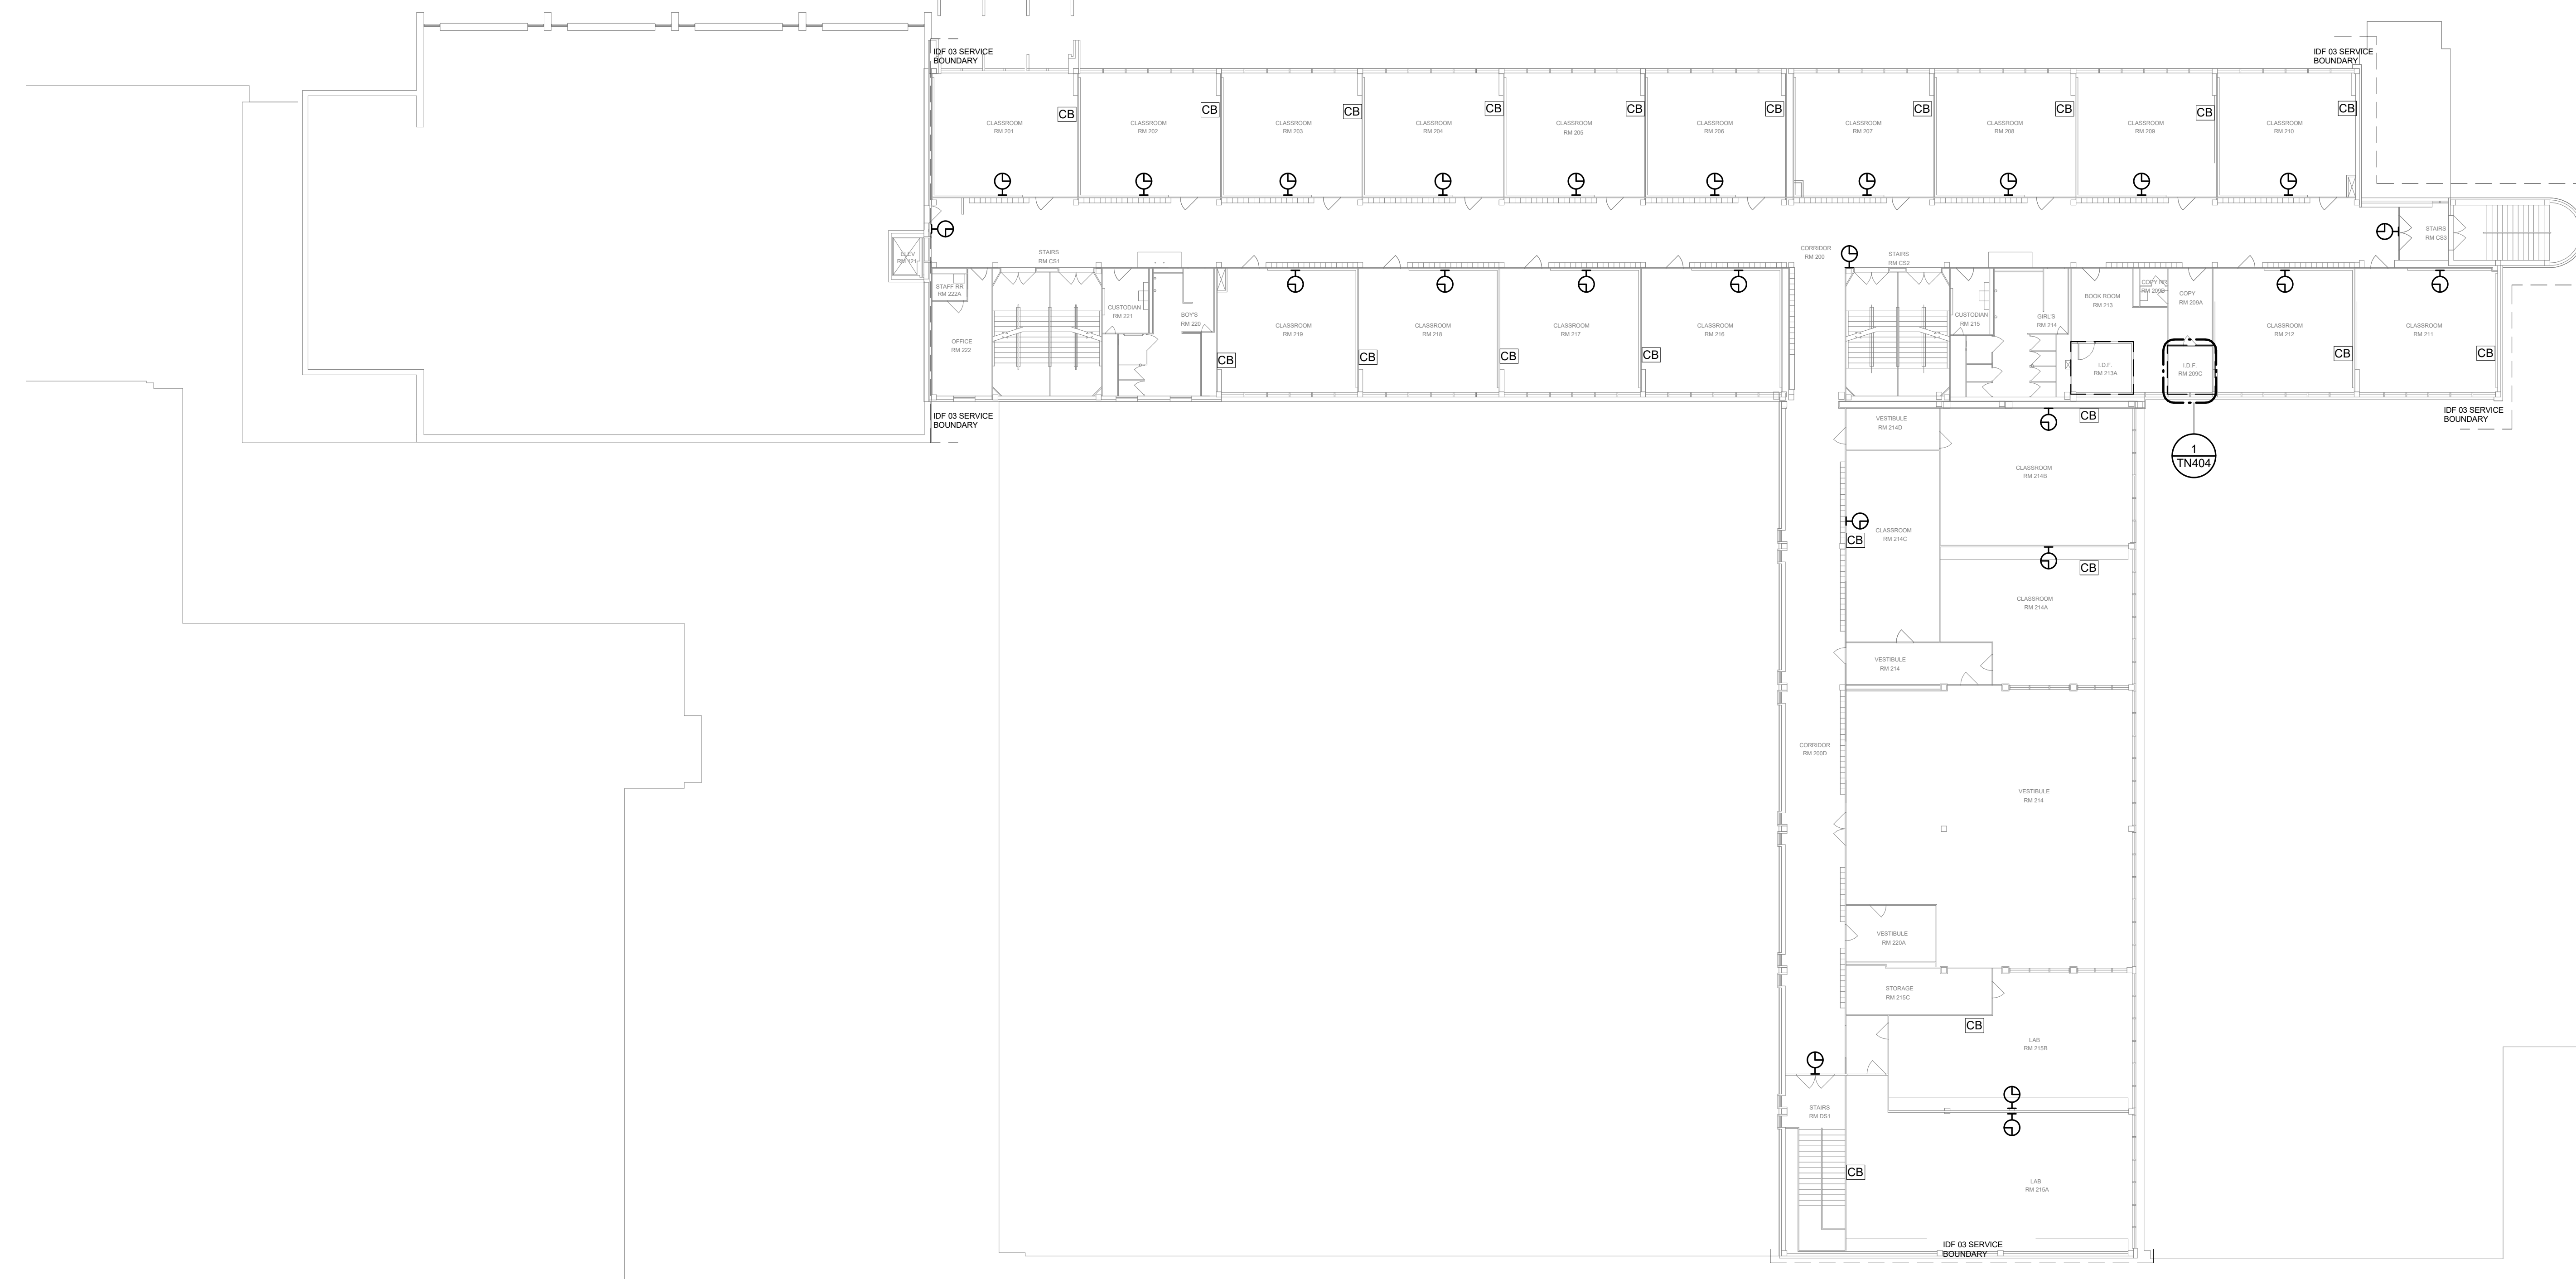 IDF 03 SERVICE
BOUNDARY
IDF 03 SERVICE
BOUNDARY
CB
CB
CB
CB
CB
CB
CB
CB
CB
CB
CLASSROOM
RM 201
CLASSROOM
RM 202
CLASSROOM
RM 203
CLASSROOM
RM 204
CLASSROOM
RM 205
CLASSROOM
RM 206
CLASSROOM
RM 207
CLASSROOM
RM 208
CLASSROOM
RM 209
CLASSROOM
RM 210
ELEV
RM 121
STAIRS
RM CS1
CORRIDOR
RM 200
STAIRS
RM CS2
STAIRS
RM CS3
STAFF RR
RM 222A
OFFICE
RM 222
CUSTODIAN
RM 221
BOY'S
RM 220
CLASSROOM
RM 219
CLASSROOM
RM 218
CLASSROOM
RM 217
CLASSROOM
RM 216
CUSTODIAN
RM 215
GIRL'S
RM 214
BOOK ROOM
RM 213
COPY RR
RM 209B
COPY
RM 209A
CLASSROOM
RM 212
CLASSROOM
RM 211
CB
CB
CB
CB
CB
CB
I.D.F.
RM 213A
I.D.F.
RM 209C
IDF 03 SERVICE
BOUNDARY
IDF 03 SERVICE
BOUNDARY
1
TN404
VESTIBULE
RM 214D
CB
CLASSROOM
RM 214B
CLASSROOM
RM 214C
CB
CB
CLASSROOM
RM 214A
VESTIBULE
RM 214
CORRIDOR
RM 200D
VESTIBULE
RM 214
VESTIBULE
RM 220A
STORAGE
RM 215C
CB
LAB
RM 215B
STAIRS
RM DS1
CB
LAB
RM 215A
IDF 03 SERVICE
BOUNDARY